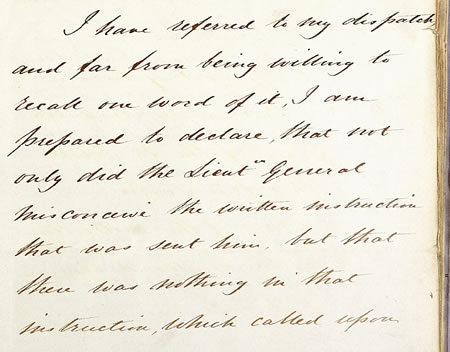 I have referred to my dispatch,
and far from being willing to
recall one word of it, I am
prepared to declare, that not
only did the Lieut<sup>n</sup> General
misconceive the written instruction
that was sent him, but that
there was nothing in that
instruction, which called upon